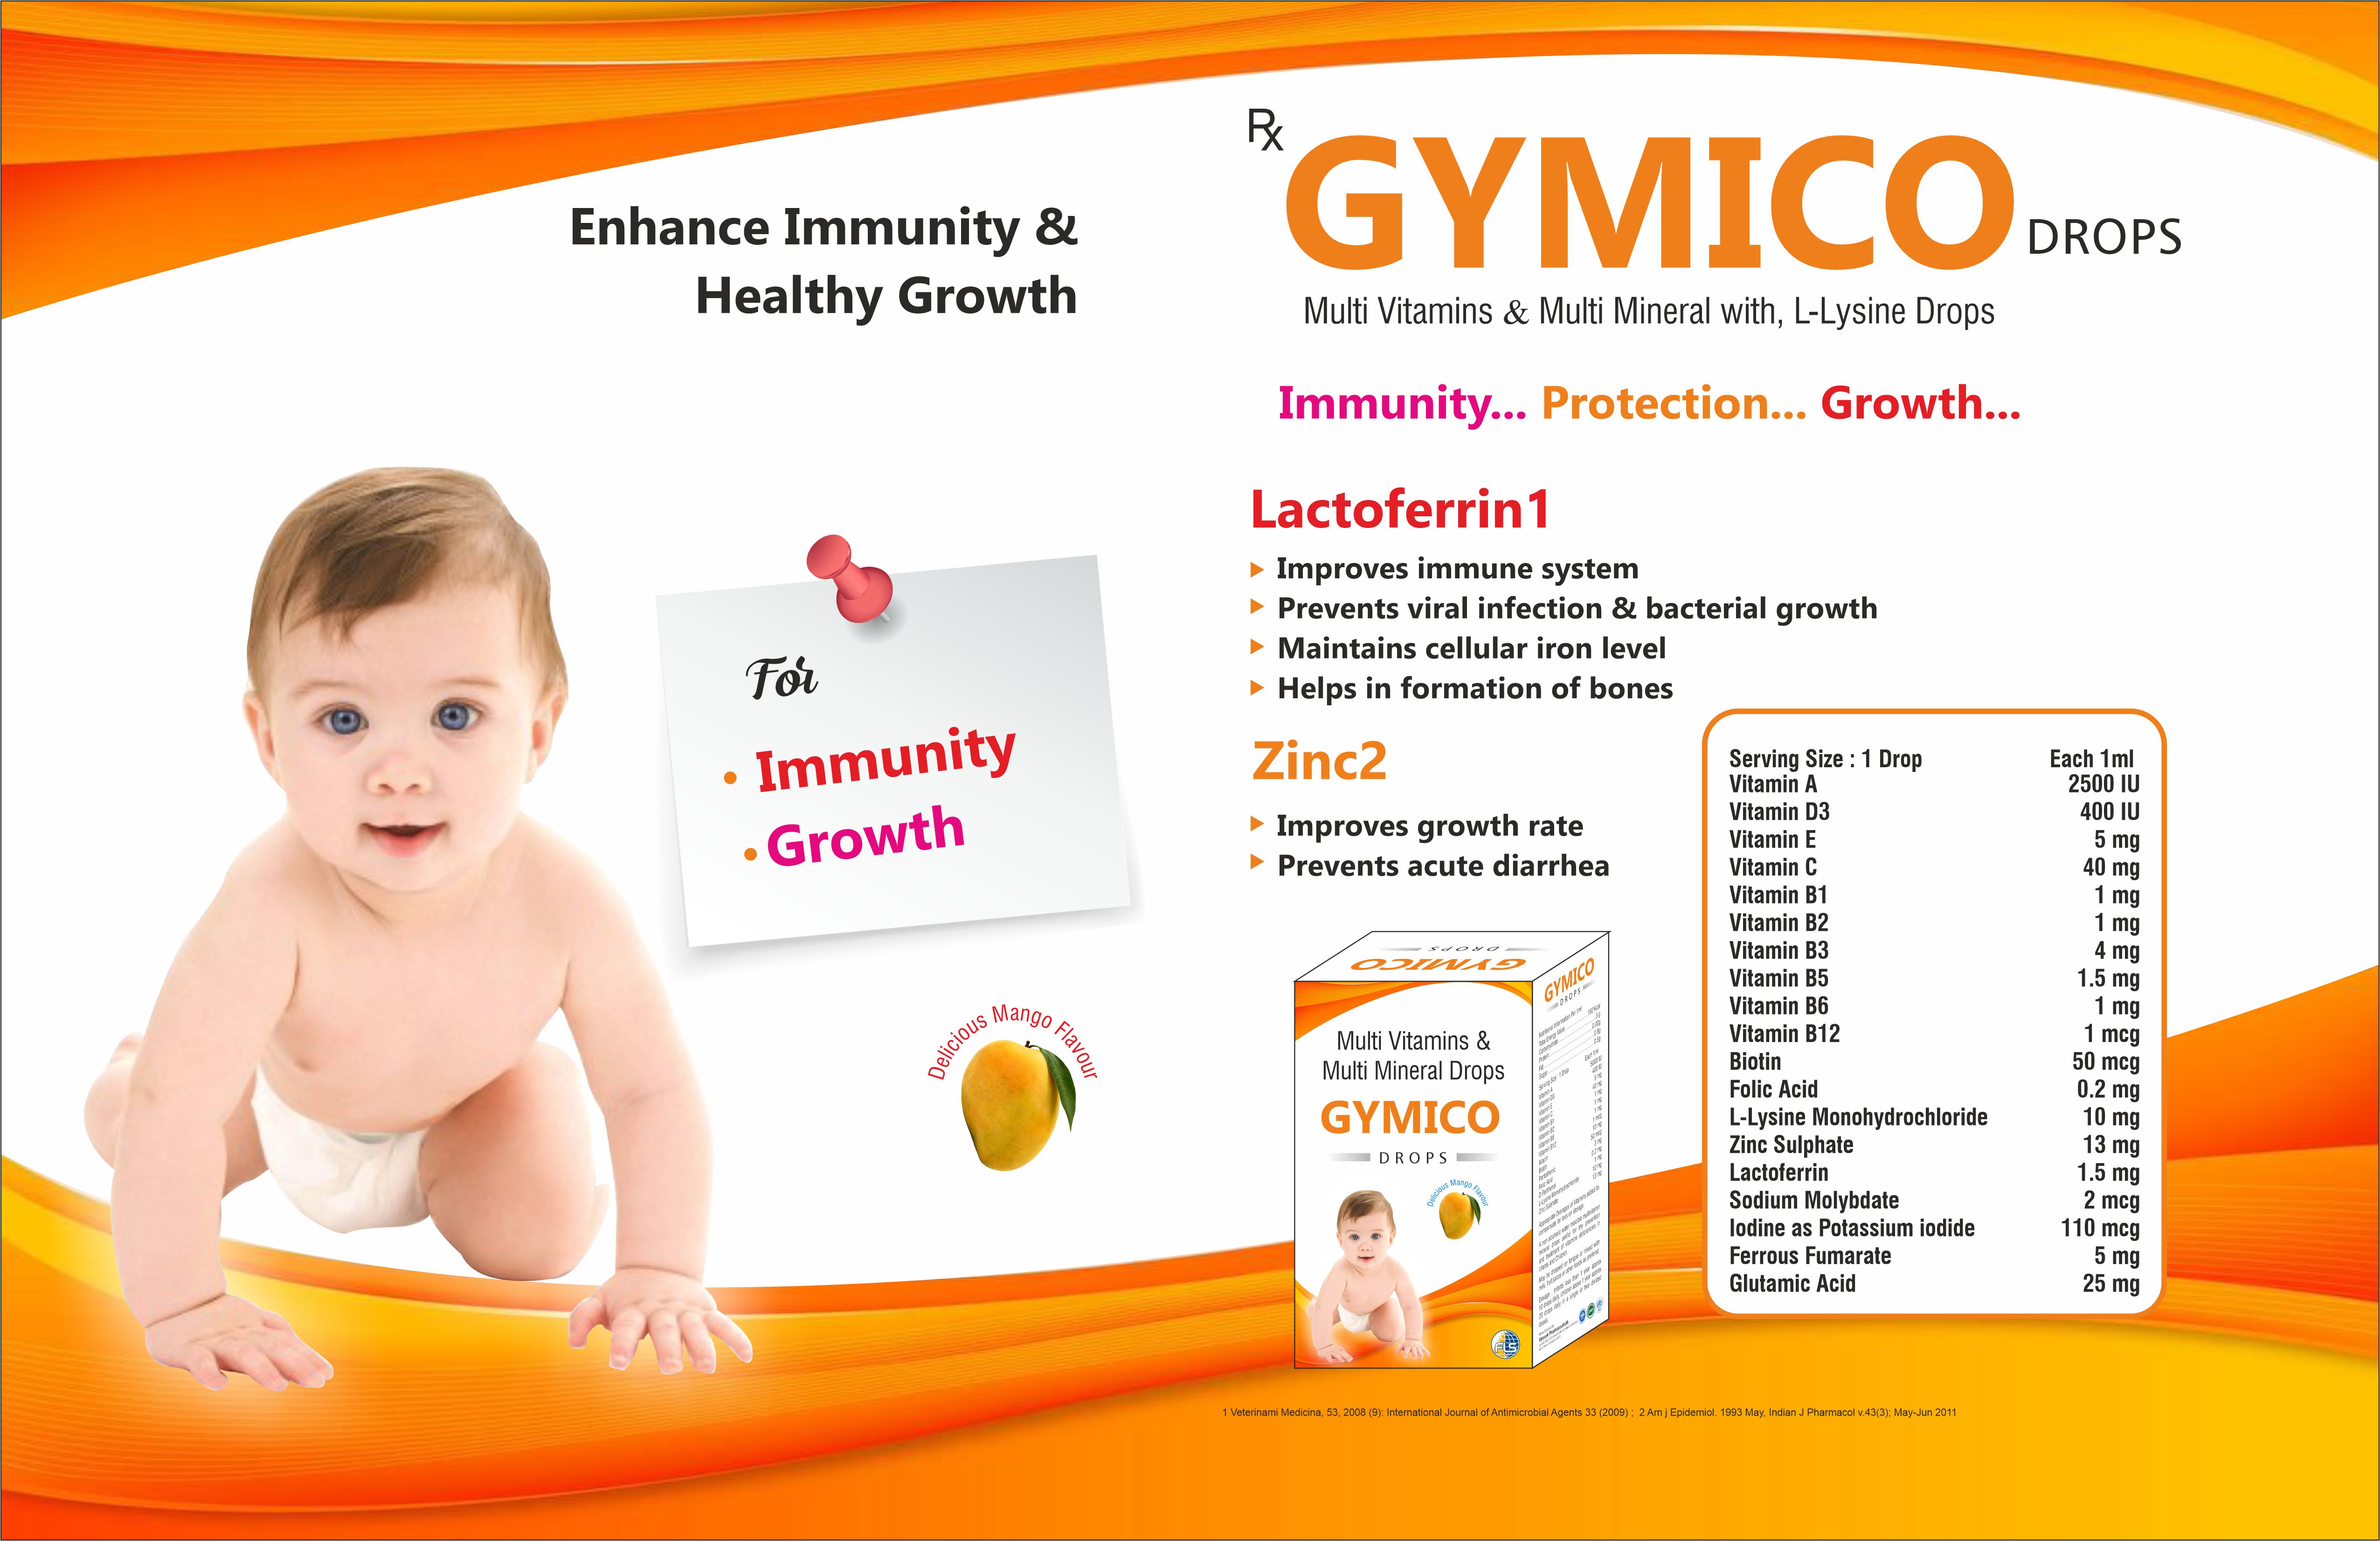 Enhance Immunity &
Healthy Growth
For
• Immunity
• Growth
Delicious Mango Flavour
Rx
GYMICO DROPS
Multi Vitamins & Multi Mineral with, L-Lysine Drops
Immunity... Protection... Growth...
Lactoferrin1
Improves immune system
Prevents viral infection & bacterial growth
Maintains cellular iron level
Helps in formation of bones
Zinc2
Improves growth rate
Prevents acute diarrhea
Serving Size : 1 Drop Each 1ml
Vitamin A 2500 IU
Vitamin D3 400 IU
Vitamin E 5 mg
Vitamin C 40 mg
Vitamin B1 1 mg
Vitamin B2 1 mg
Vitamin B3 4 mg
Vitamin B5 1.5 mg
Vitamin B6 1 mg
Vitamin B12 1 mcg
Biotin 50 mcg
Folic Acid 0.2 mg
L-Lysine Monohydrochloride 10 mg
Zinc Sulphate 13 mg
Lactoferrin 1.5 mg
Sodium Molybdate 2 mcg
Iodine as Potassium iodide 110 mcg
Ferrous Fumarate 5 mg
Glutamic Acid 25 mg
GYMICO
DROPS
Multi Vitamins &
Multi Mineral Drops
GYMICO
DROPS
Delicious Mango Flavour
FLS
GYMICO
DROPS
1 Veterinami Medicina, 53, 2008 (9): International Journal of Antimicrobial Agents 33 (2009) ; 2 Am j Epidemiol. 1993 May, Indian J Pharmacol v.43(3); May-Jun 2011